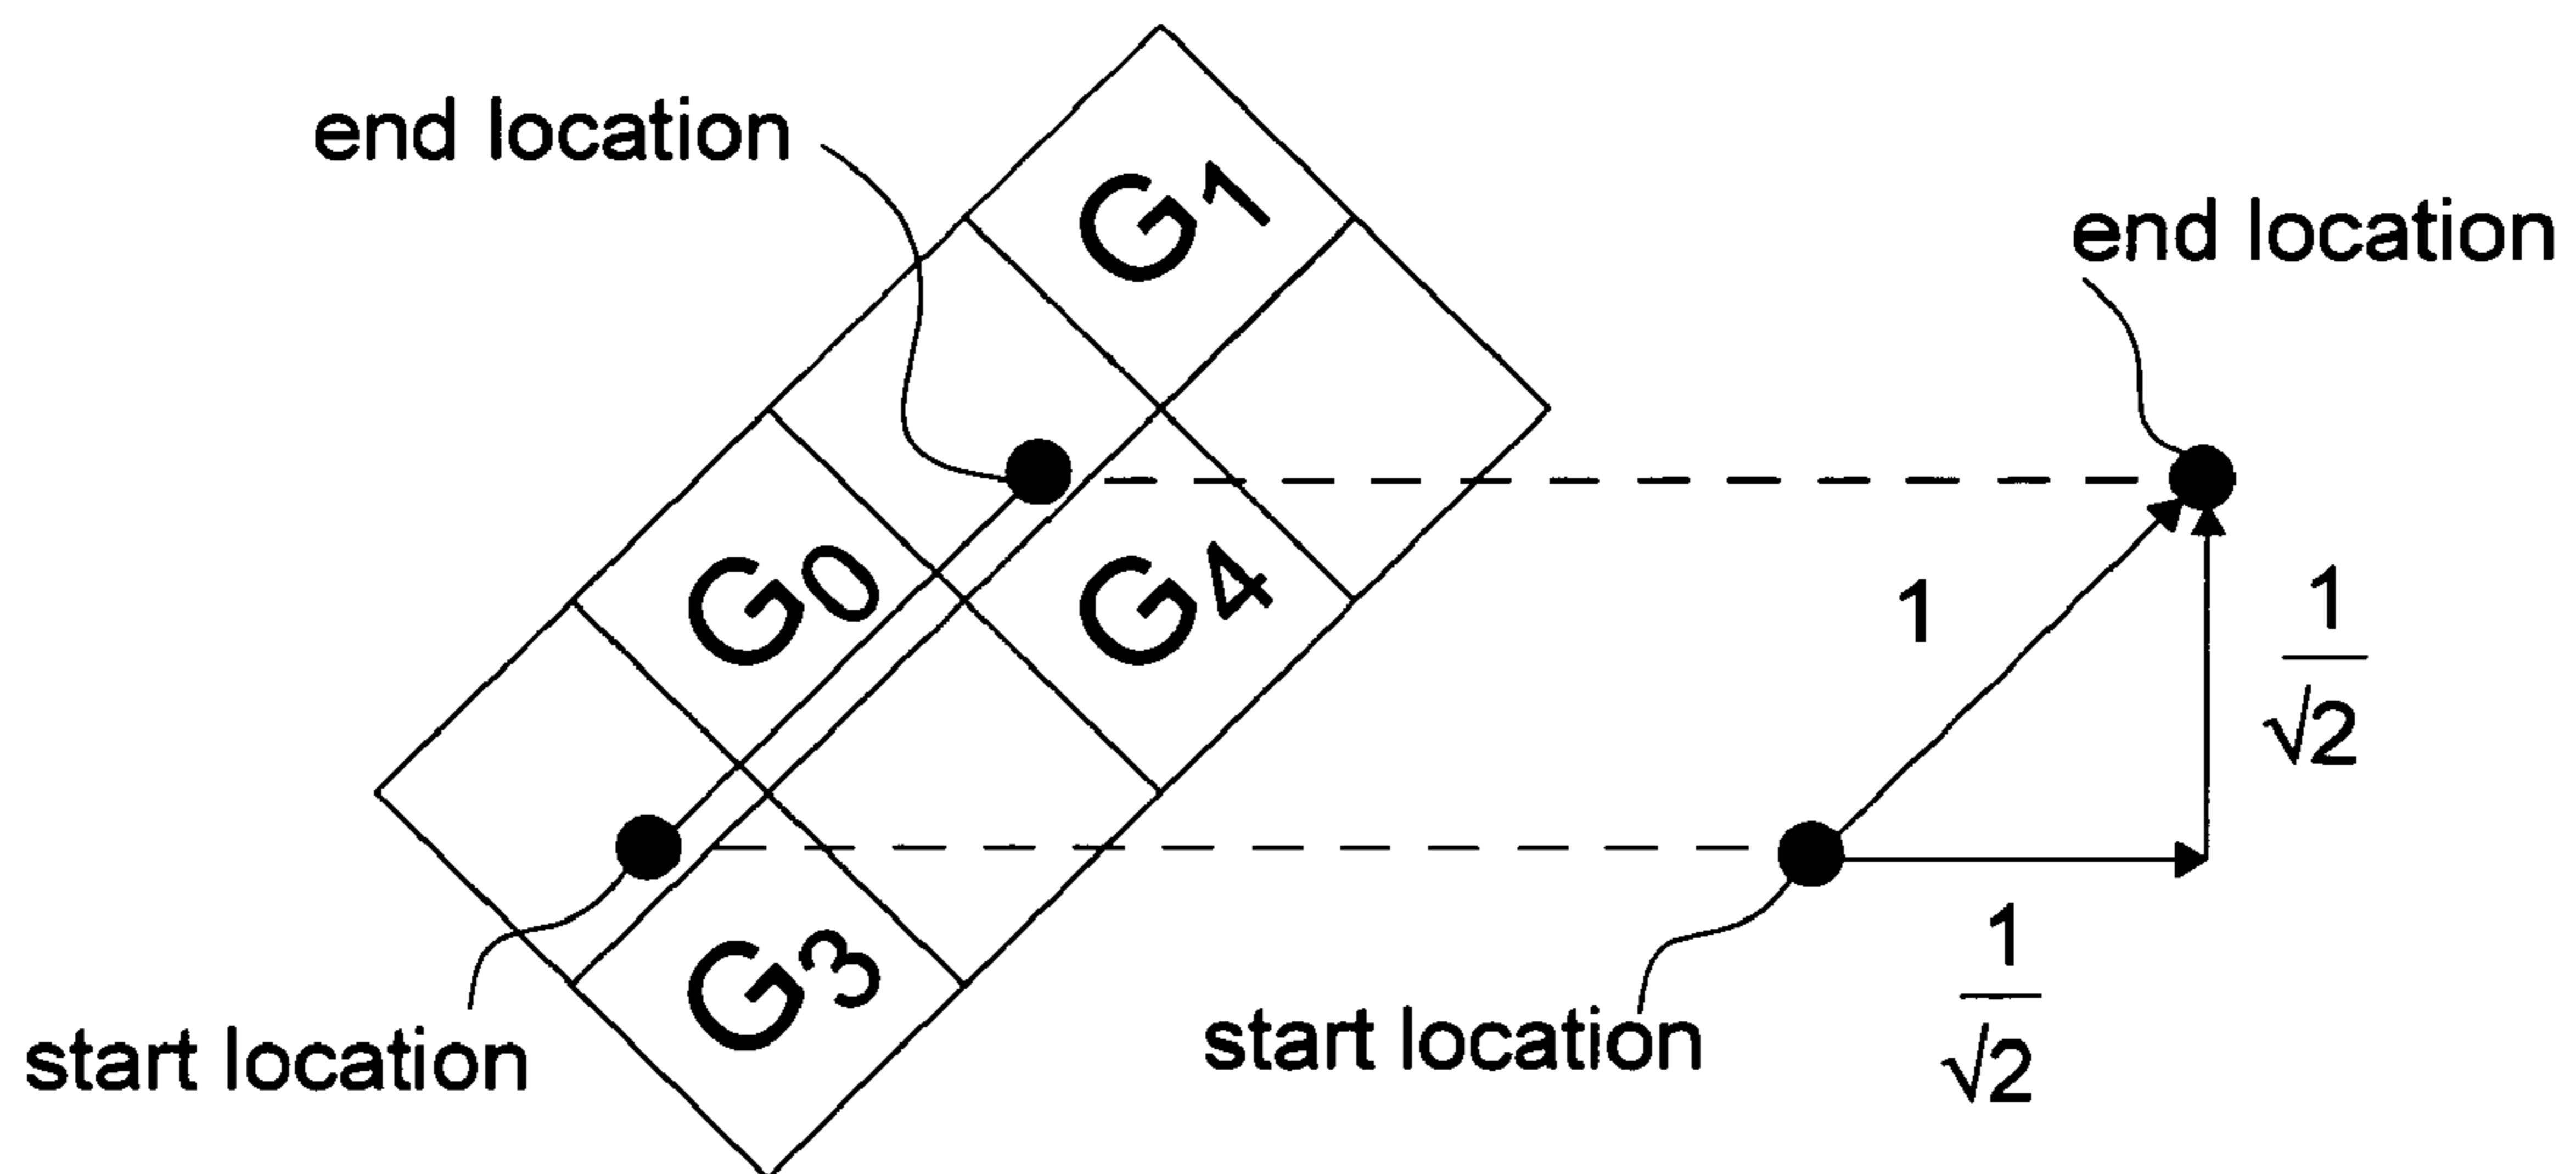 end location
G1
end location
G0
G4
1
1
√2
G3
start location
start location
1
√2